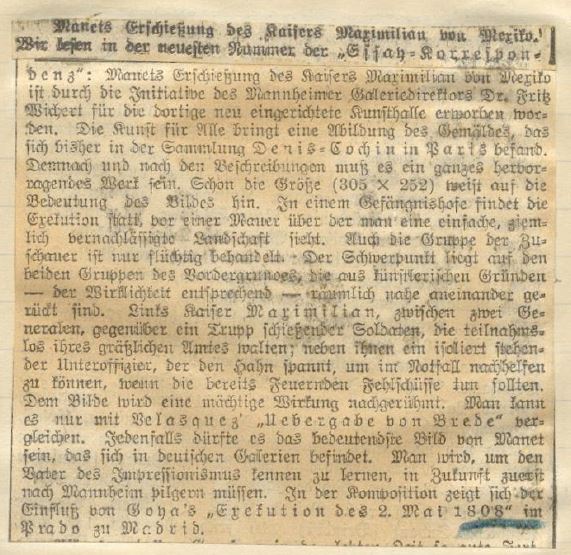 Manets Erschießung des Kaisers Maximilian von Mexiko.
Wir lesen in der neuesten Nummer der „Essay-Korrespon-
denz“: Manets Erschießung des Kaisers Maximilian von Mexiko
ist durch die Initiative des Mannheimer Galeriedirektors Dr. Fritz
Wichert für die dortige neu eingerichtete Kunsthalle erworben wor-
den. Die Kunst für Alle bringt eine Abildung des Gemäldes, das
sich bisher in der Sammlung Denis-Cochin in Paris befand.
Demnach und nach den Beschreibungen muß es ein ganzes hervor-
ragendes Werk sein. Schon die Größe (305 × 252) weist auf die
Bedeutung des Bildes hin. In einem Gefängnishofe findet die
Exekution statt, vor einer Mauer über der man eine einfache, ziem-
lich vernachlässigte Landschaft sieht. Auch die Gruppe der Zu-
schauer ist nur flüchtig behandelt. Der Schwerpunkt liegt auf den
beiden Gruppen des Vordergrundes, die aus künstlerischen Gründen
— der Wirklichkeit entsprechend — räumlich nahe aneinander ge-
rückt sind. Links Kaiser Maximilian, zwischen zwei Ge-
neralen, gegenüber ein Trupp schießender Soldaten, die teilnahms-
los ihres gräßlichen Amtes walten; neben ihnen ein isoliert stehen-
der Unteroffizier, der den Hahn spannt, um im Notfall nachhelfen
zu können, wenn die bereits Feuernden Fehlschüsse tun sollten.
Dem Bilde wird eine mächtige Wirkung nachgerühmt. Man kann
es nur mit Velasquez' „Uebergabe von Brede“ ver-
gleichen. Jedenfalls dürfte es das bedeutendste Bild von Manet
sein, das sich in deutschen Galerien befindet. Man wird, um den
Vater des Impressionismus kennen zu lernen, in Zukunft zuerst
nach Mannheim pilgern müssen. In der Komposition zeigt sich der
Einfluß von Goya's „Exekution des 2. Mai 1808“ im
Prado zu Madrid.